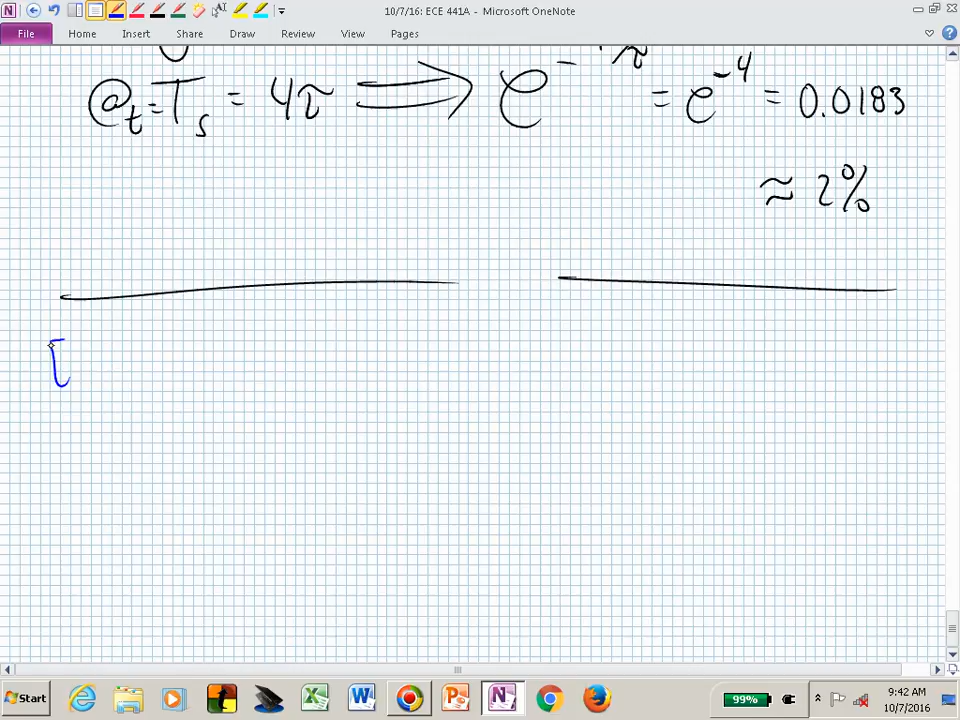 10/7/16: ECE 441A - Microsoft OneNote
File Home Insert Share Draw Review View Pages
@t=Ts = 4τ ⟹ e^-τ = e^-4 = 0.0183
≈ 2%
[
Start 99% 9:42 AM
10/7/2016